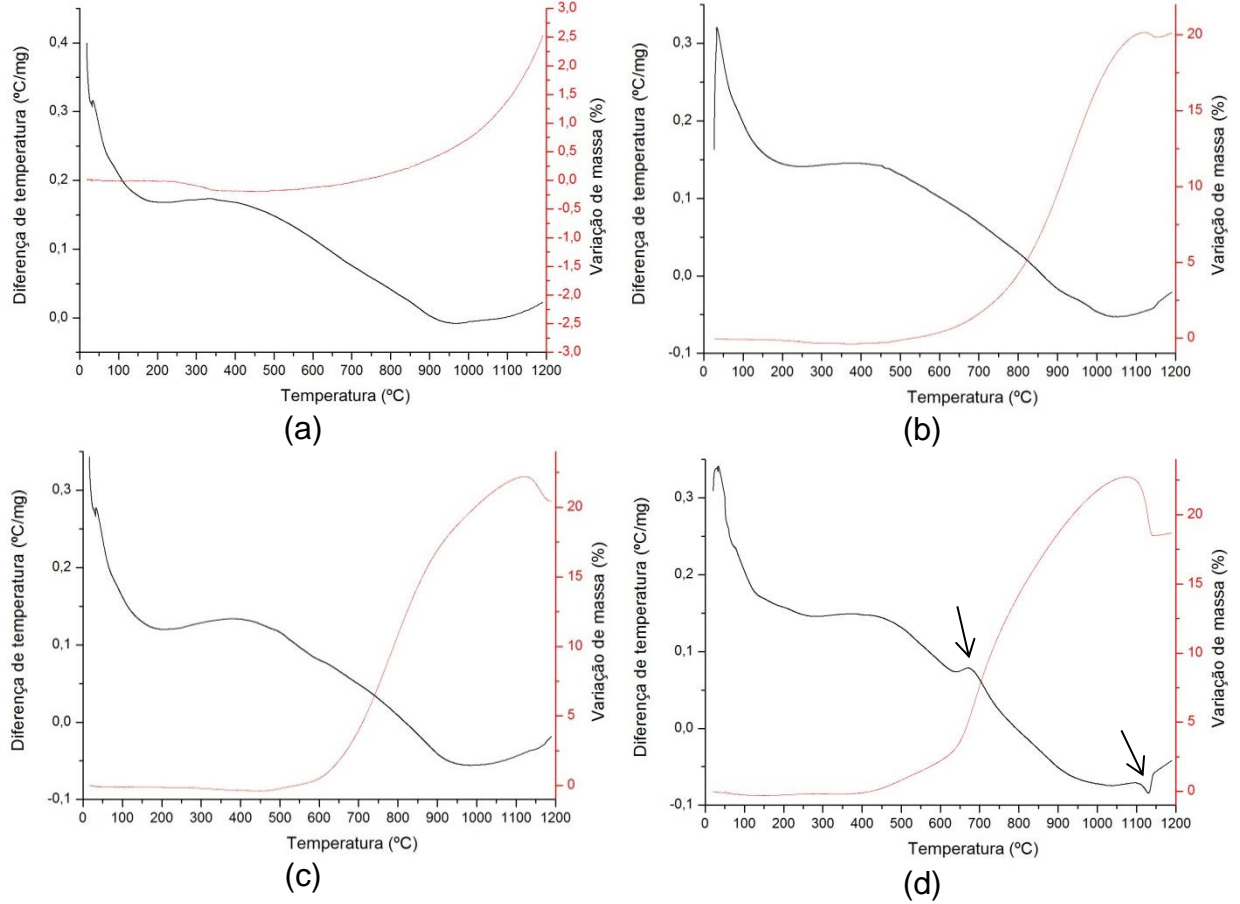 Diferença de temperatura (ºC/mg)
0,4
0,3
0,2
0,1
0,0
3,0
2,5
2,0
1,5
1,0
0,5
0,0
-0,5
-1,0
-1,5
-2,0
-2,5
-3,0
Variação de massa (%)
0 100 200 300 400 500 600 700 800 900 1000 1100 1200
Temperatura (ºC)
(a)
Diferença de temperatura (ºC/mg)
0,3
0,2
0,1
0,0
-0,1
20
15
10
5
0
Variação de massa (%)
0 100 200 300 400 500 600 700 800 900 1000 1100 1200
Temperatura (ºC)
(b)
Diferença de temperatura (ºC/mg)
0,3
0,2
0,1
0,0
-0,1
20
15
10
5
0
Variação de massa (%)
0 100 200 300 400 500 600 700 800 900 1000 1100 1200
Temperatura (ºC)
(c)
Diferença de temperatura (ºC/mg)
0,3
0,2
0,1
0,0
-0,1
20
15
10
5
0
Variação de massa (%)
0 100 200 300 400 500 600 700 800 900 1000 1100 1200
Temperatura (ºC)
(d)